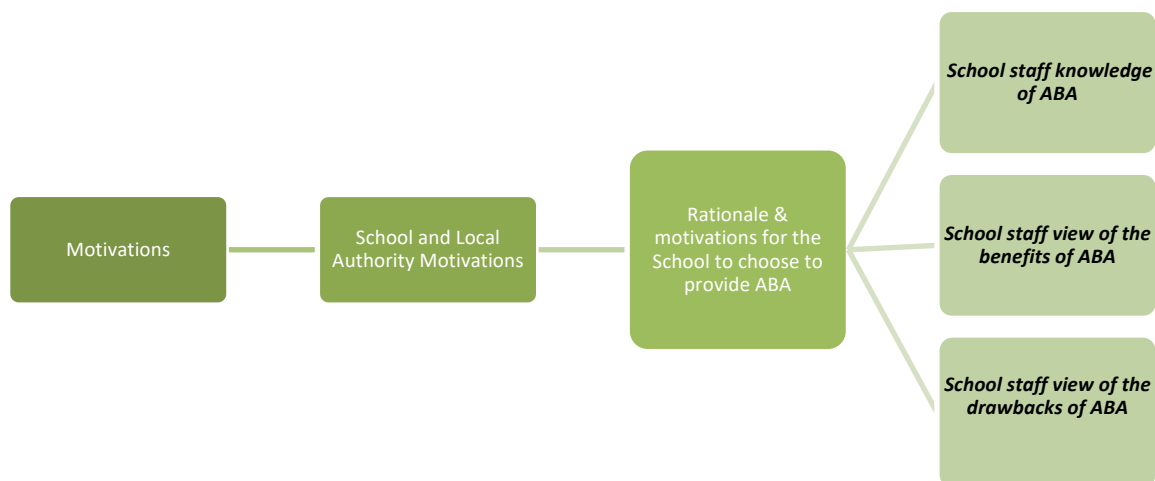 Motivations
School and Local
Authority Motivations
Rationale &
motivations for the
School to choose to
provide ABA
School staff knowledge
of ABA
School staff view of the
benefits of ABA
School staff view of the
drawbacks of ABA